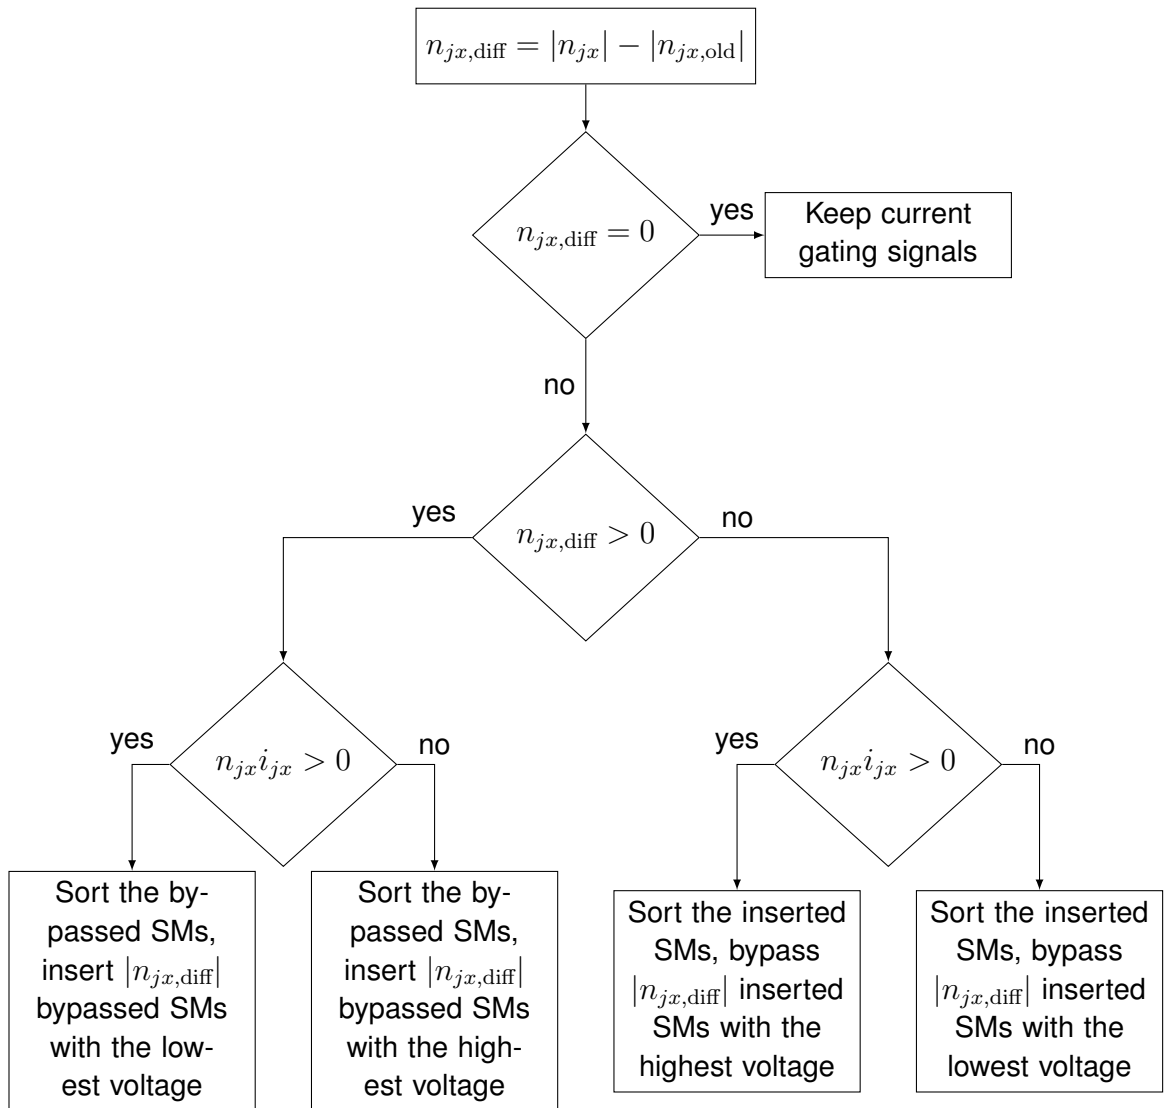 n_{jx,diff} = |n_{jx}| − |n_{jx,old}|
n_{jx,diff} = 0
yes
Keep current
gating signals
no
n_{jx,diff} > 0
yes
no
n_{jx}i_{jx} > 0
yes
no
n_{jx}i_{jx} > 0
yes
no
Sort the by-
passed SMs,
insert |n_{jx,diff}|
bypassed SMs
with the low-
est voltage
Sort the by-
passed SMs,
insert |n_{jx,diff}|
bypassed SMs
with the high-
est voltage
Sort the inserted
SMs, bypass
|n_{jx,diff}| inserted
SMs with the
highest voltage
Sort the inserted
SMs, bypass
|n_{jx,diff}| inserted
SMs with the
lowest voltage